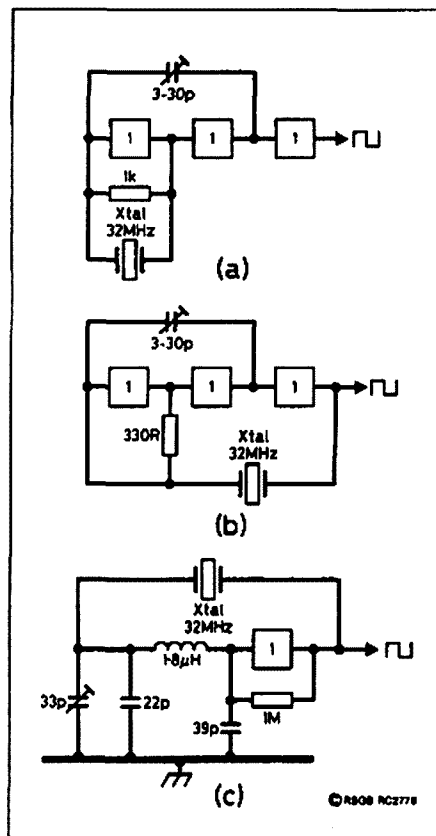 3-30p
1 1 1
1k
Xtal
32MHz
(a)
3-30p
1 1 1
330R
Xtal
32MHz
(b)
Xtal
32MHz
1
1·8µH
33p
22p
39p
1M
(c)
© RSGB RC2778